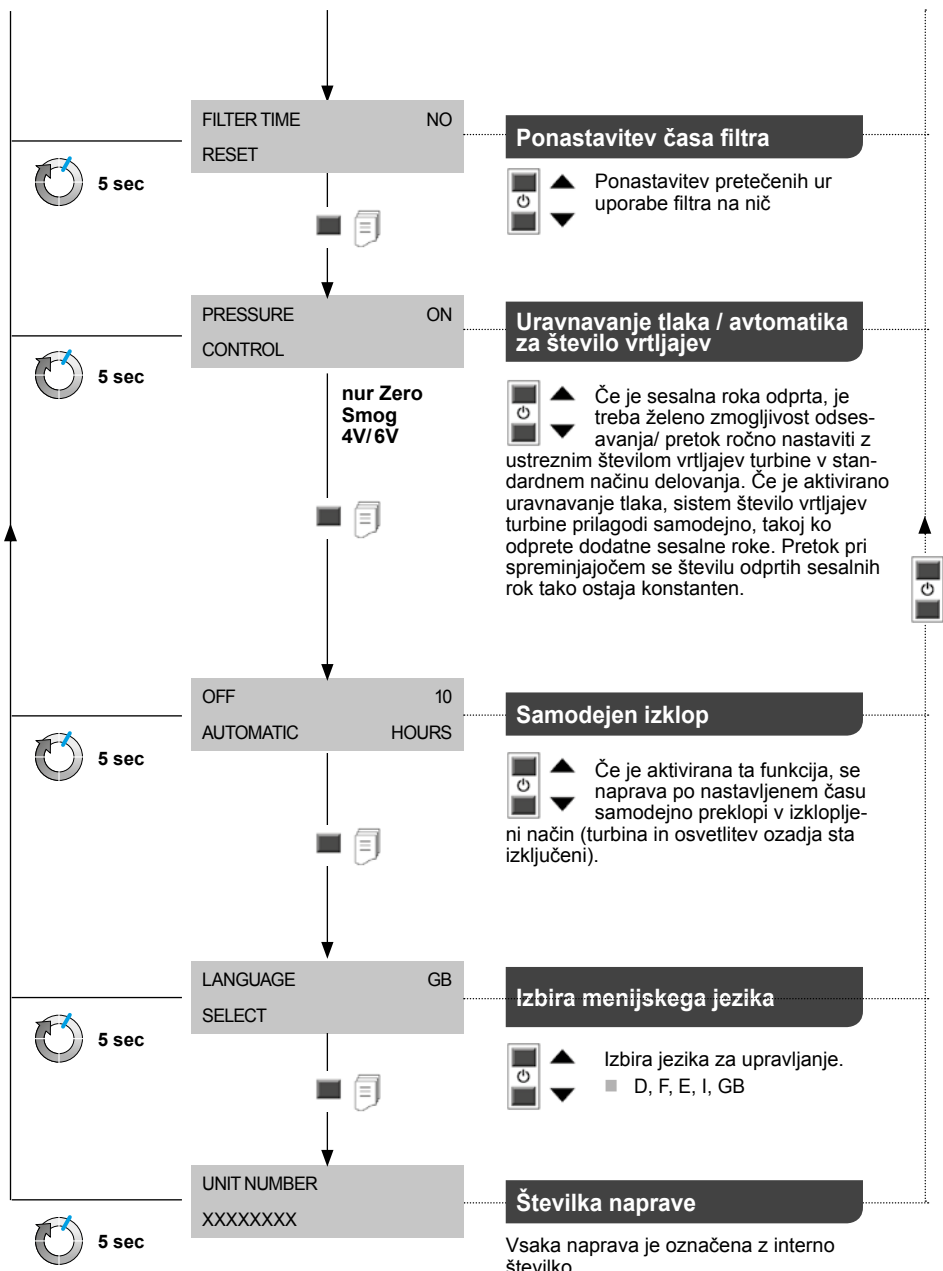 FILTER TIME NO
RESET
5 sec
Ponastavitev časa filtra
Ponastavitev pretečenih ur
uporabe filtra na nič
PRESSURE ON
CONTROL
5 sec
nur Zero
Smog
4V/ 6V
Uravnavanje tlaka / avtomatika
za število vrtljajev
Če je sesalna roka odprta, je
treba želeno zmogljivost odses-
avanja/ pretok ročno nastaviti z
ustreznim številom vrtljajev turbine v stan-
dardnem načinu delovanja. Če je aktivirano
uravnavanje tlaka, sistem število vrtljajev
turbine prilagodi samodejno, takoj ko
odprete dodatne sesalne roke. Pretok pri
spreminjajočem se številu odprtih sesalnih
rok tako ostaja konstanten.
OFF 10
AUTOMATIC HOURS
5 sec
Samodejen izklop
Če je aktivirana ta funkcija, se
naprava po nastavljenem času
samodejno preklopi v izkloplje-
ni način (turbina in osvetlitev ozadja sta
izključeni).
LANGUAGE GB
SELECT
5 sec
Izbira menijskega jezika
Izbira jezika za upravljanje.
D, F, E, I, GB
UNIT NUMBER
XXXXXXXX
5 sec
Številka naprave
Vsaka naprava je označena z interno
številko